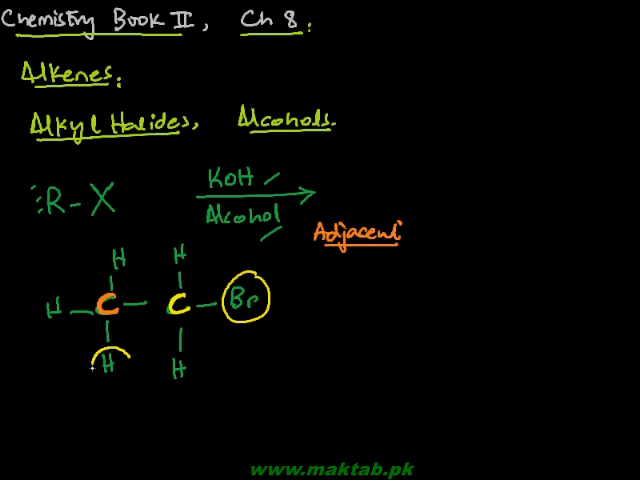 Chemistry Book II, Ch 8:
Alkenes:
Alkyl Halides, Alcohols.
R - X KOH
Alcohol
Adjacent
H H
H C C Br
H H
www.maktab.pk